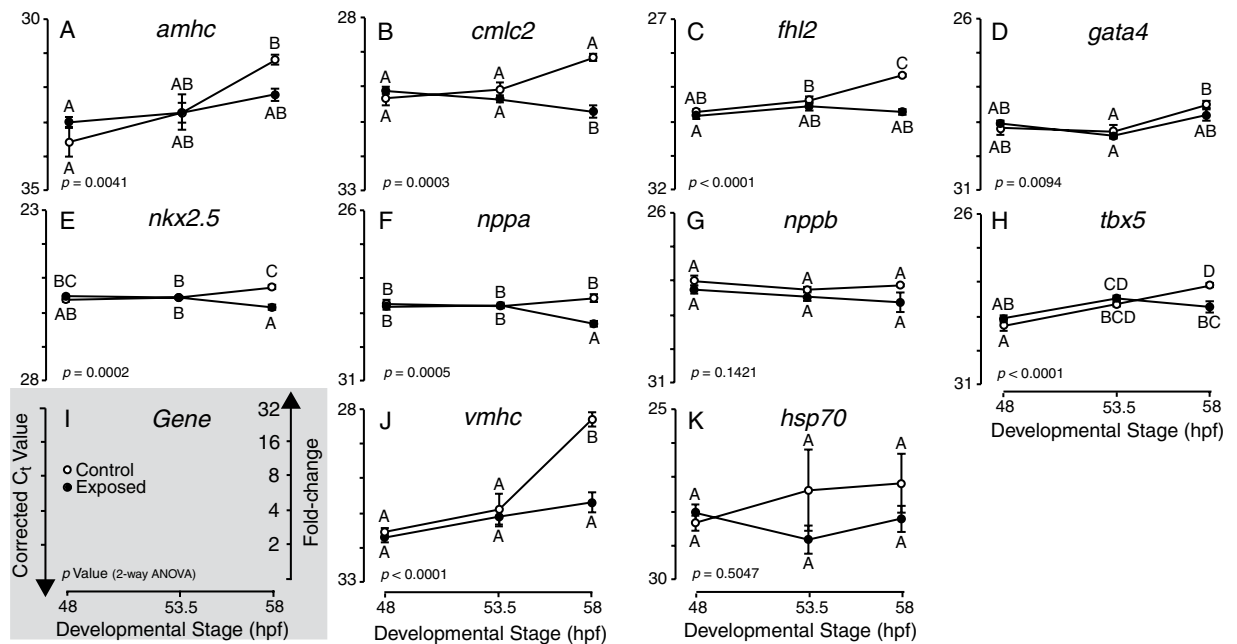 A amhc
30
A
A
AB
AB
B
AB
35
p = 0.0041
B cmlc2
28
A
A
A
A
A
B
33
p = 0.0003
C fhl2
27
AB
A
B
AB
C
AB
32
p < 0.0001
D gata4
26
AB
AB
A
A
B
AB
31
p = 0.0094
E nkx2.5
23
BC
AB
B
B
C
A
28
p = 0.0002
F nppa
26
B
B
B
B
B
A
31
p = 0.0005
G nppb
26
A
A
A
A
A
A
31
p = 0.1421
H tbx5
26
AB
A
CD
BCD
D
BC
31
p < 0.0001
48 53.5 58
Developmental Stage (hpf)
I Gene
Corrected Ct Value
Control
Exposed
32
16
8
4
2
Fold-change
p Value (2-way ANOVA)
48 53.5 58
Developmental Stage (hpf)
J vmhc
28
A
A
A
A
B
A
33
p < 0.0001
48 53.5 58
Developmental Stage (hpf)
K hsp70
25
A
A
A
A
A
A
30
p = 0.5047
48 53.5 58
Developmental Stage (hpf)